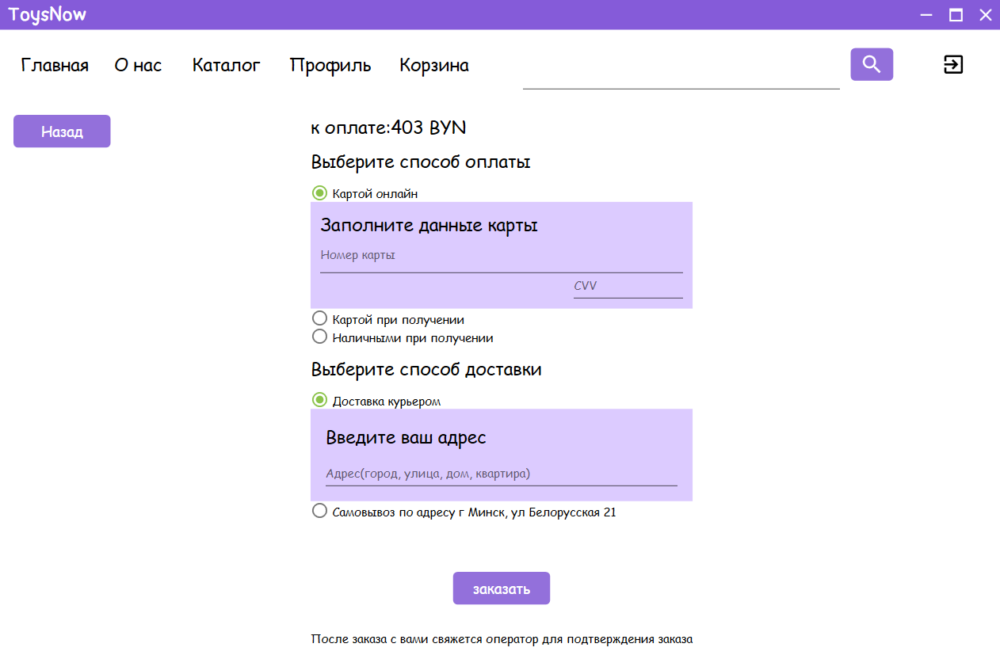 ToysNow
Главная О нас Каталог Профиль Корзина
Назад
к оплате:403 BYN
Выберите способ оплаты
Картой онлайн
Заполните данные карты
Номер карты
CVV
Картой при получении
Наличными при получении
Выберите способ доставки
Доставка курьером
Введите ваш адрес
Адрес(город, улица, дом, квартира)
Самовывоз по адресу г Минск, ул Белорусская 21
заказать
После заказа с вами свяжется оператор для подтверждения заказа